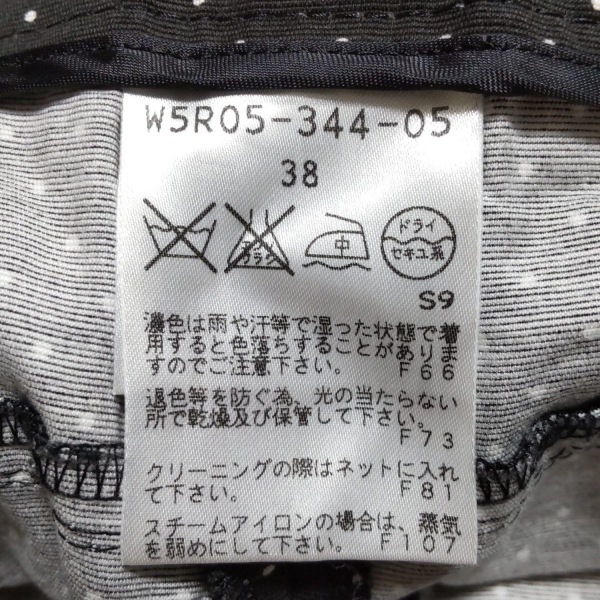 W5R05-344-05
38
エンソ サラシ 中 ドライ セキユ系
S9
濃色は雨や汗等で湿った状態で着
用すると色落ちすることがありま
すのでご注意下さい。 F66
退色等を防ぐ為、光の当たらない
所で乾燥及び保管して下さい。
F73
クリーニングの際はネットに入れ
て下さい。 F81
スチームアイロンの場合は、蒸気
を弱めにして下さい。 F107